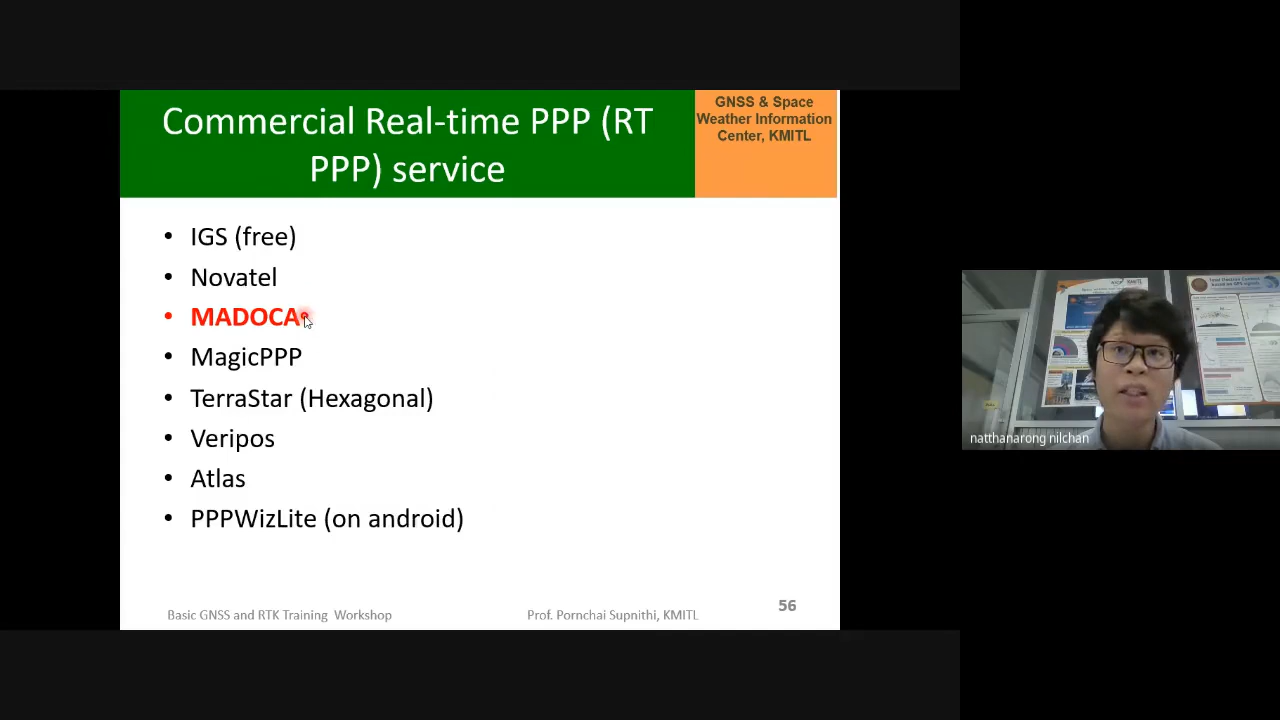 Commercial Real-time PPP (RT
PPP) service
GNSS & Space
Weather Information
Center, KMITL
• IGS (free)
• Novatel
• MADOCA
• MagicPPP
• TerraStar (Hexagonal)
• Veripos
• Atlas
• PPPWizLite (on android)
Basic GNSS and RTK Training Workshop
Prof. Pornchai Supnithi, KMITL
56
natthanarong nilchan